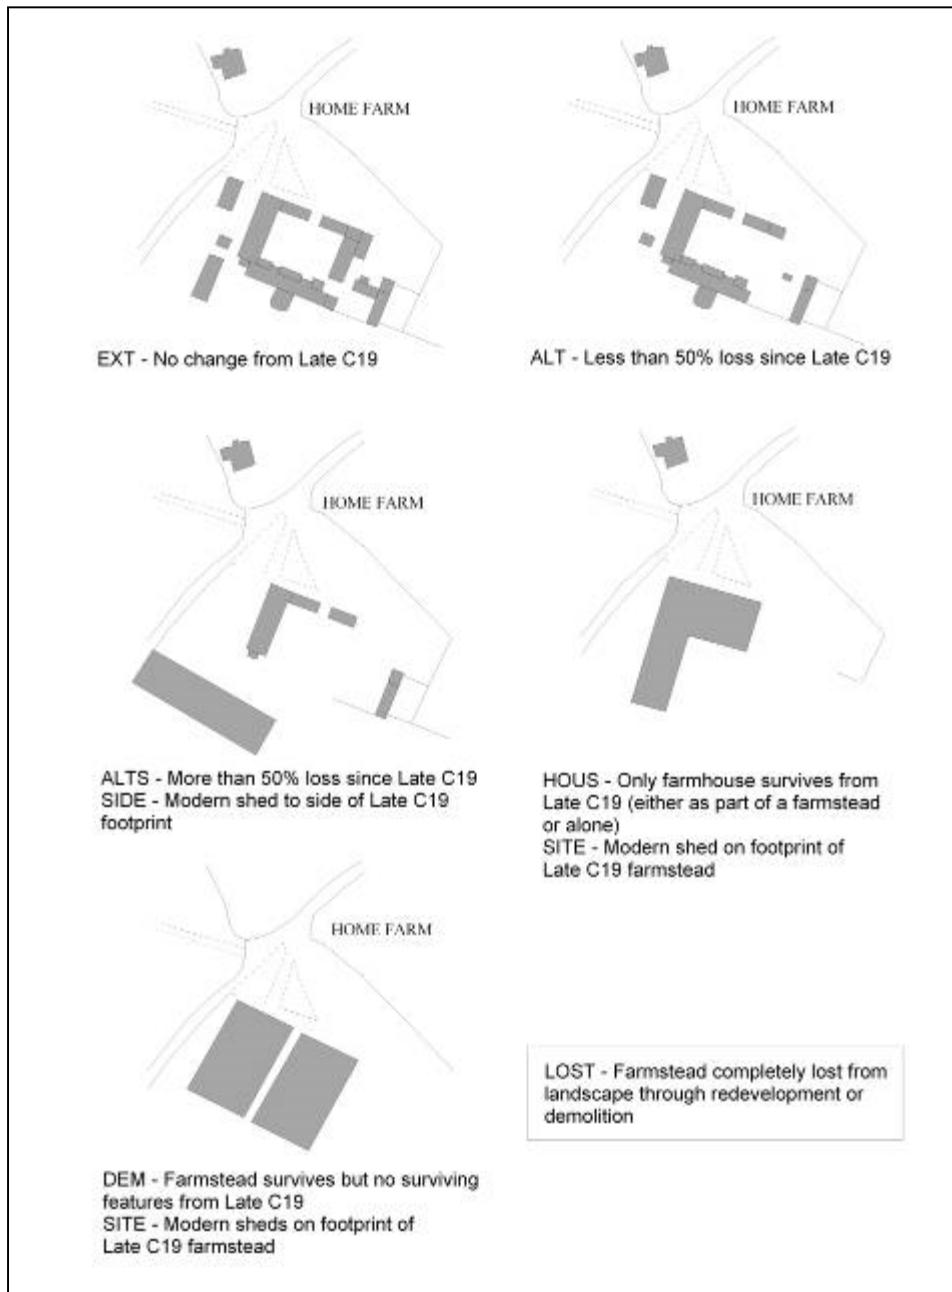 HOME FARM
HOME FARM
EXT - No change from Late C19
ALT - Less than 50% loss since Late C19
HOME FARM
HOME FARM
ALTS - More than 50% loss since Late C19
SIDE - Modern shed to side of Late C19
footprint
HOUS - Only farmhouse survives from
Late C19 (either as part of a farmstead
or alone)
SITE - Modern shed on footprint of
Late C19 farmstead
HOME FARM
LOST - Farmstead completely lost from
landscape through redevelopment or
demolition
DEM - Farmstead survives but no surviving
features from Late C19
SITE - Modern sheds on footprint of
Late C19 farmstead